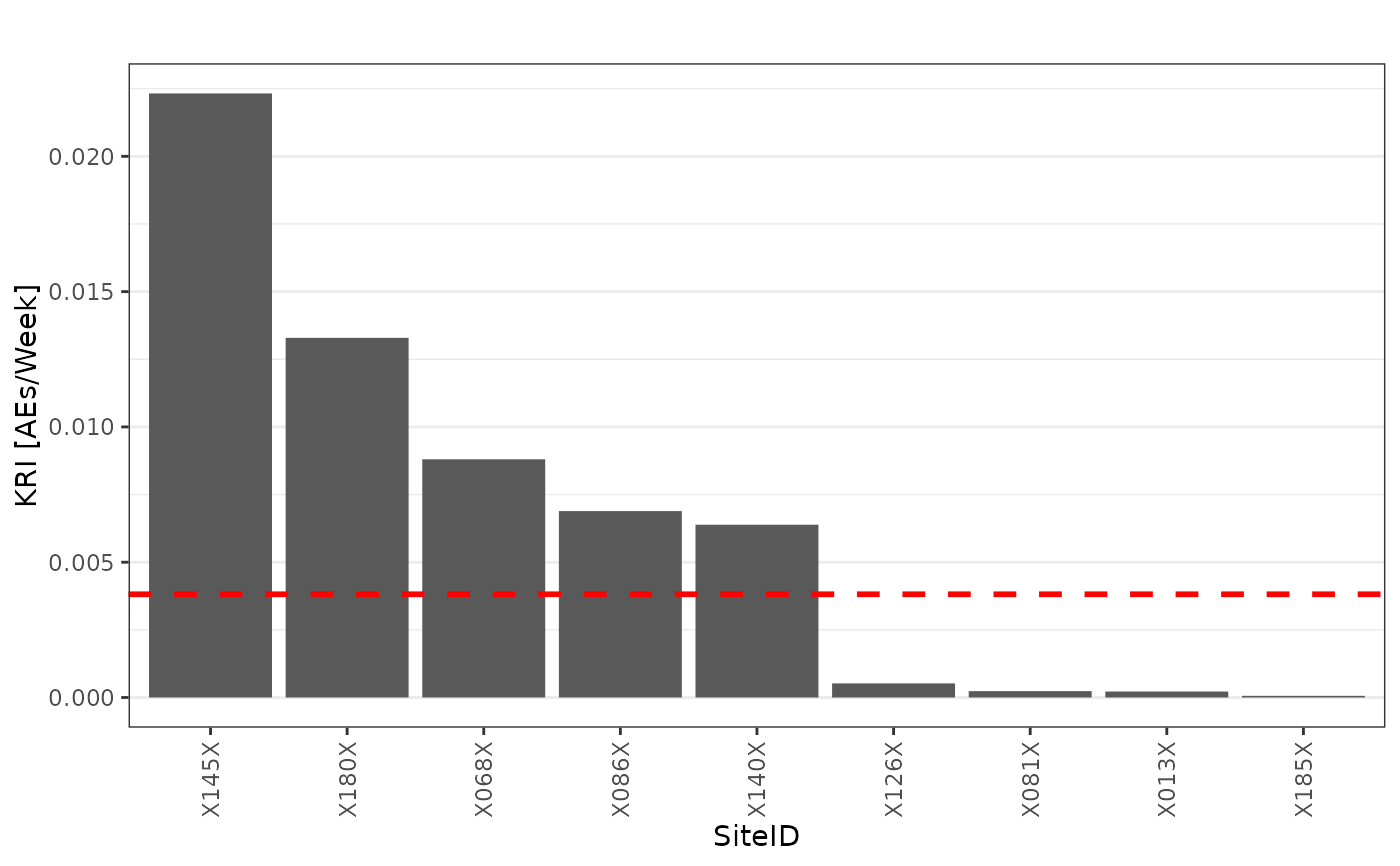 KRI [AEs/Week]
0.020
0.015
0.010
0.005
0.000
X145X
X180X
X068X
X086X
X140X
X126X
X081X
X013X
X185X
SiteID